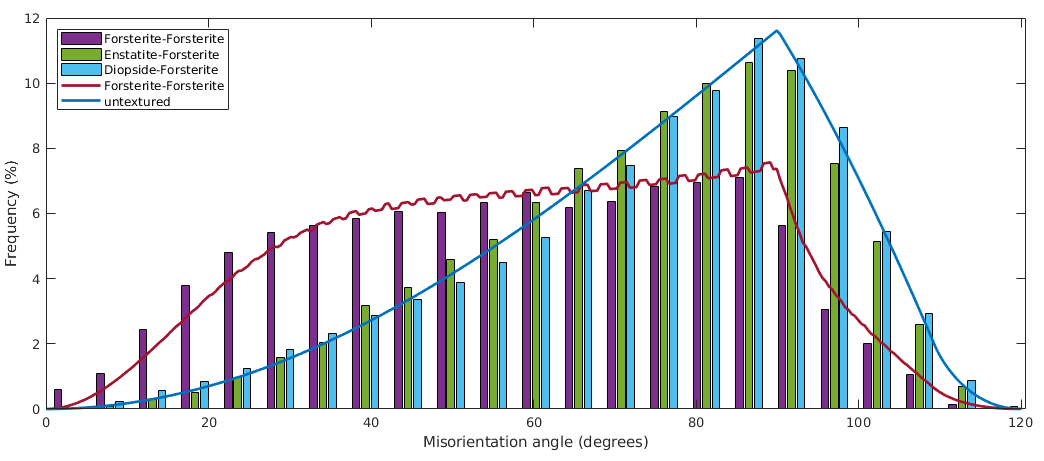 12
10
8
6
4
2
0
Frequency (%)
Forsterite-Forsterite
Enstatite-Forsterite
Diopside-Forsterite
Forsterite-Forsterite
untextured
0 20 40 60 80 100 120
Misorientation angle (degrees)